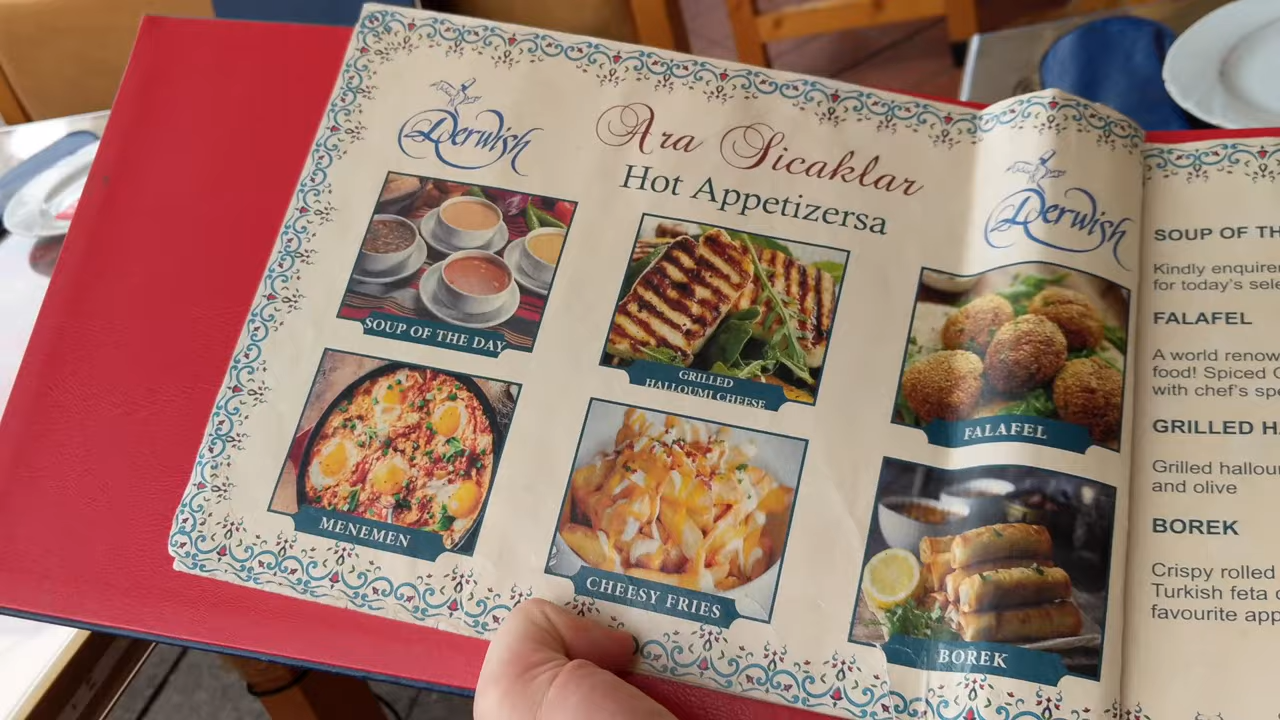 Derwish
Ara Sicaklar
Hot Appetizersa
Derwish
SOUP OF THE DAY
GRILLED
HALLOUMI CHEESE
FALAFEL
MENEMEN
CHEESY FRIES
BOREK
SOUP OF TH
Kindly enquire
for today's sele
FALAFEL
A world renow
food! Spiced C
with chef's spe
GRILLED HA
Grilled hallou
and olive
BOREK
Crispy rolled
Turkish feta
favourite app